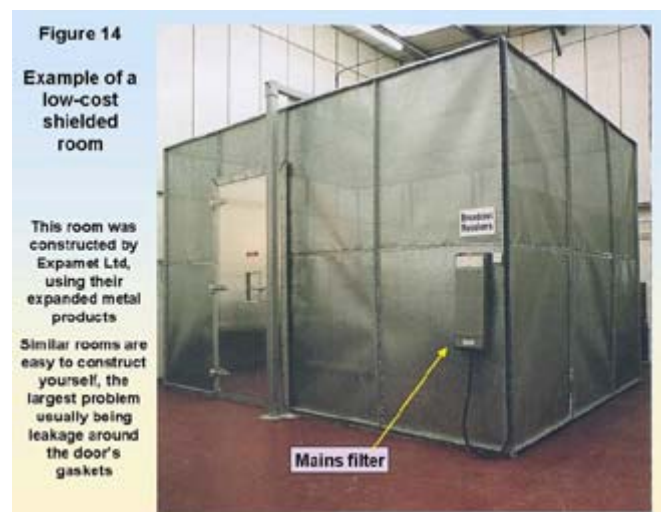 Figure 14
Example of a
low-cost
shielded
room
This room was
constructed by
Expamet Ltd,
using their
expanded metal
products
Similar rooms are
easy to construct
yourself, the
largest problem
usually being
leakage around
the door's
gaskets
Mains filter